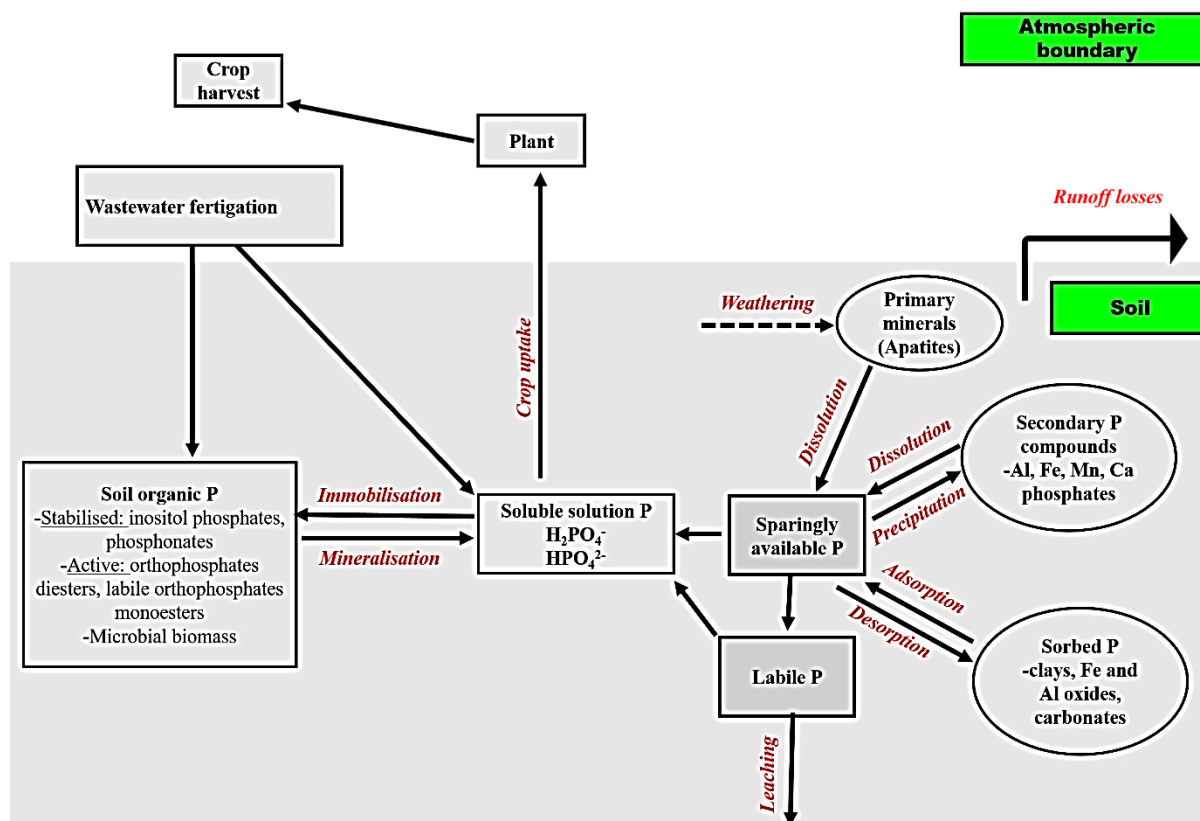 Atmospheric
boundary
Crop
harvest
Plant
Wastewater fertigation
Runoff losses
Soil
Weathering
Primary
minerals
(Apatites)
Crop uptake
Dissolution
Secondary P
compounds
-Al, Fe, Mn, Ca
phosphates
Dissolution
Precipitation
Soil organic P
-Stabilised: inositol phosphates,
phosphonates
-Active: orthophosphates
diesters, labile orthophosphates
monoesters
-Microbial biomass
Immobilisation
Mineralisation
Soluble solution P
H₂PO₄⁻
HPO₄²⁻
Sparingly
available P
Adsorption
Desorption
Labile P
Sorbed P
-clays, Fe and
Al oxides,
carbonates
Leaching